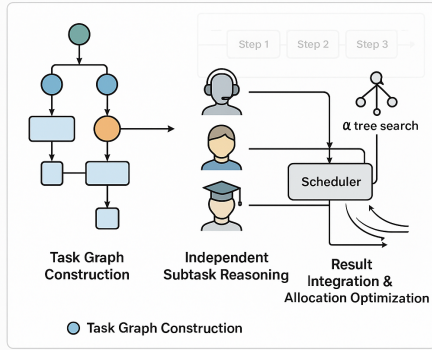 Step 1 Step 2 Step 3
α tree search
Scheduler
Task Graph
Construction
Independent
Subtask Reasoning
Result
Integration &
Allocation Optimization
Task Graph Construction